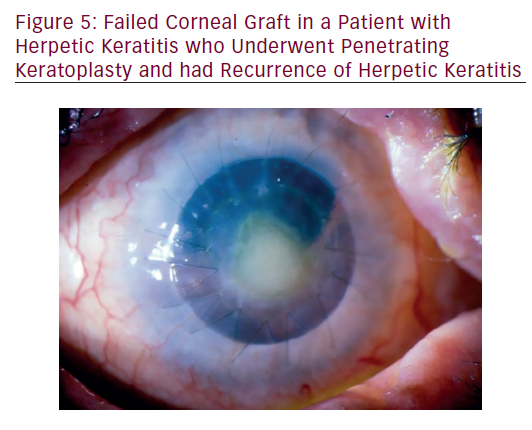 Figure 5: Failed Corneal Graft in a Patient with
Herpetic Keratitis who Underwent Penetrating
Keratoplasty and had Recurrence of Herpetic Keratitis